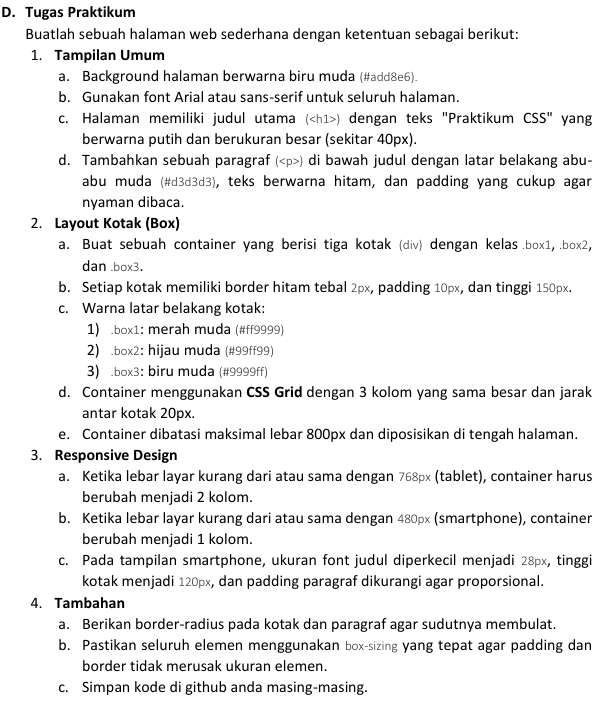 D. Tugas Praktikum
Buatlah sebuah halaman web sederhana dengan ketentuan sebagai berikut:
1. Tampilan Umum
a. Background halaman berwarna biru muda (#add8e6).
b. Gunakan font Arial atau sans-serif untuk seluruh halaman.
c. Halaman memiliki judul utama (<h1>) dengan teks "Praktikum CSS" yang
berwarna putih dan berukuran besar (sekitar 40px).
d. Tambahkan sebuah paragraf (<p>) di bawah judul dengan latar belakang abu-
abu muda (#d3d3d3), teks berwarna hitam, dan padding yang cukup agar
nyaman dibaca.
2. Layout Kotak (Box)
a. Buat sebuah container yang berisi tiga kotak (div) dengan kelas .box1, .box2,
dan .box3.
b. Setiap kotak memiliki border hitam tebal 2px, padding 10px, dan tinggi 150px.
c. Warna latar belakang kotak:
1) .box1: merah muda (#ff9999)
2) .box2: hijau muda (#99ff99)
3) .box3: biru muda (#9999ff)
d. Container menggunakan CSS Grid dengan 3 kolom yang sama besar dan jarak
antar kotak 20px.
e. Container dibatasi maksimal lebar 800px dan diposisikan di tengah halaman.
3. Responsive Design
a. Ketika lebar layar kurang dari atau sama dengan 768px (tablet), container harus
berubah menjadi 2 kolom.
b. Ketika lebar layar kurang dari atau sama dengan 480px (smartphone), container
berubah menjadi 1 kolom.
c. Pada tampilan smartphone, ukuran font judul diperkecil menjadi 28px, tinggi
kotak menjadi 120px, dan padding paragraf dikurangi agar proporsional.
4. Tambahan
a. Berikan border-radius pada kotak dan paragraf agar sudutnya membulat.
b. Pastikan seluruh elemen menggunakan box-sizing yang tepat agar padding dan
border tidak merusak ukuran elemen.
c. Simpan kode di github anda masing-masing.